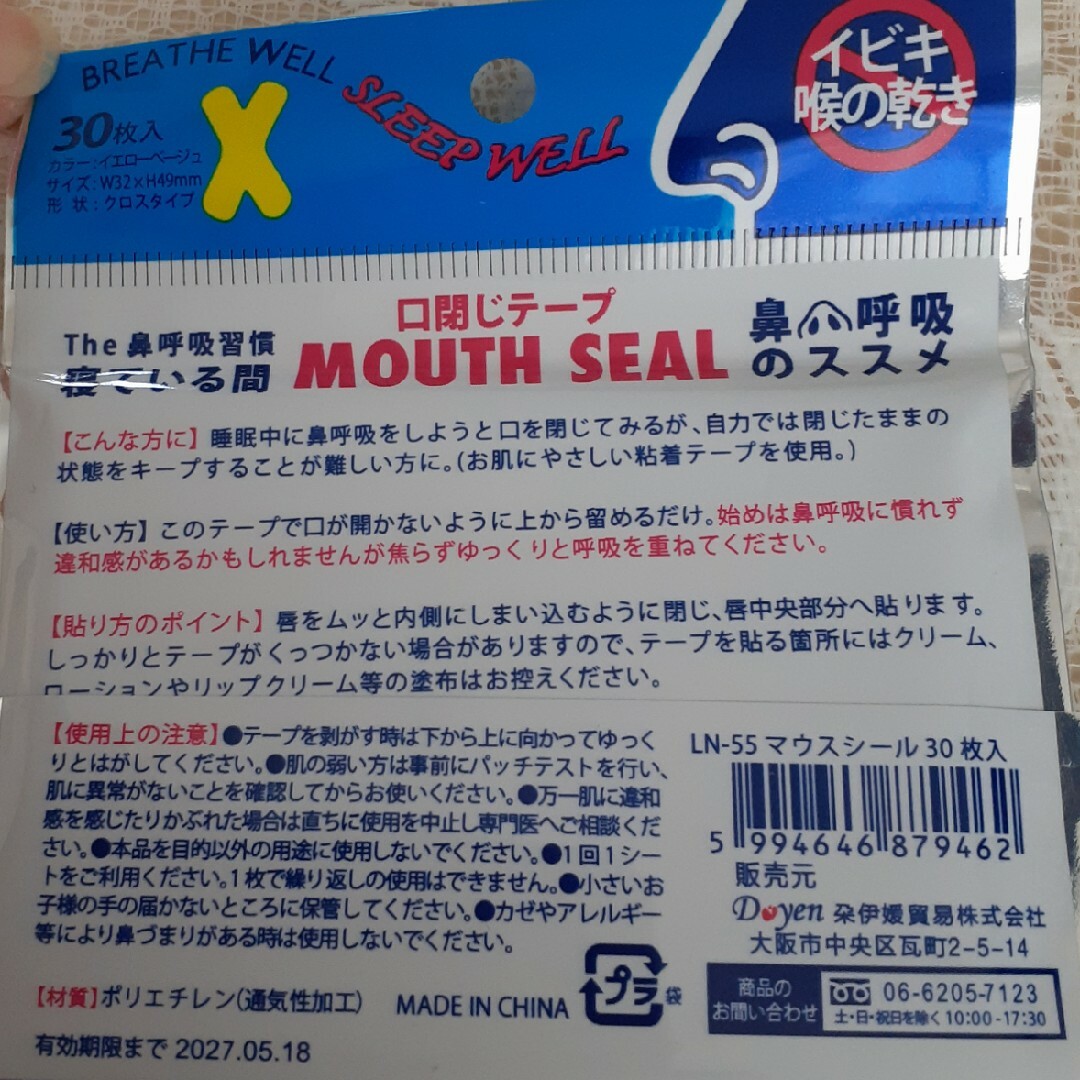 BREATHE WELL
SLEEP WELL
30枚入
カラー:イエローベージュ
サイズ:W32×H49mm
形 状:クロスタイプ
イビキ
喉の乾き
The 鼻呼吸習慣
寝ている間
口閉じテープ
MOUTH SEAL
鼻呼吸
のススメ
【こんな方に】睡眠中に鼻呼吸をしようと口を閉じてみるが、自力では閉じたままの
状態をキープすることが難しい方に。(お肌にやさしい粘着テープを使用。)
【使い方】このテープで口が開かないように上から留めるだけ。始めは鼻呼吸に慣れず
違和感があるかもしれませんが焦らずゆっくりと呼吸を重ねてください。
【貼り方のポイント】唇をムッと内側にしまい込むように閉じ、唇中央部分へ貼ります。
しっかりとテープがくっつかない場合がありますので、テープを貼る箇所にはクリーム、
ローションやリップクリーム等の塗布はお控えください。
【使用上の注意】●テープを剥がす時は下から上に向かってゆっく
りとはがしてください。●肌の弱い方は事前にパッチテストを行い、
肌に異常がないことを確認してからお使いください。●万一肌に違和
感を感じたりかぶれた場合は直ちに使用を中止し専門医へご相談くだ
さい。●本品を目的以外の用途に使用しないでください。●1回1シー
トをご利用ください。1枚で繰り返しの使用はできません。●小さいお
子様の手の届かないところに保管してください。●カゼやアレルギー
等により鼻づまりがある時は使用しないでください。
【材質】ポリエチレン(通気性加工)
MADE IN CHINA
プラ
袋
有効期限まで 2027.05.18
LN-55 マウスシール 30 枚入
5 994646 879462
販売元
Doyen 朶伊媛貿易株式会社
大阪市中央区瓦町2-5-14
商品の
お問い合わせ
06-6205-7123
土・日・祝日を除く 10:00-17:30